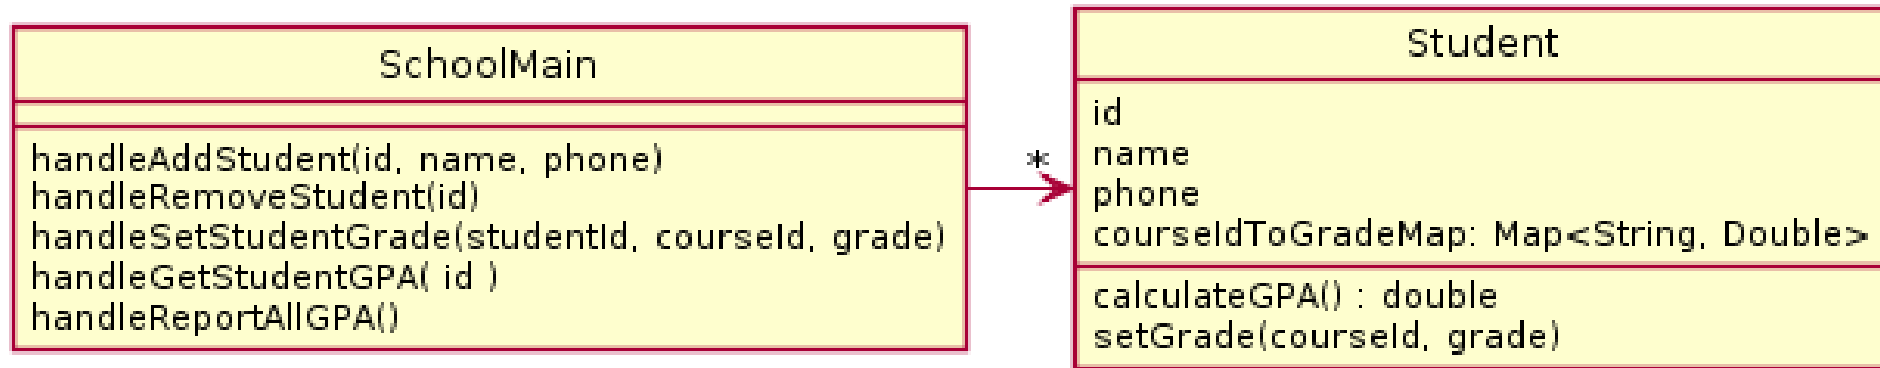 SchoolMain
handleAddStudent(id, name, phone)
handleRemoveStudent(id)
handleSetStudentGrade(studentId, courseId, grade)
handleGetStudentGPA( id )
handleReportAllGPA()
*
Student
id
name
phone
courseIdToGradeMap: Map<String, Double>
calculateGPA() : double
setGrade(courseId, grade)